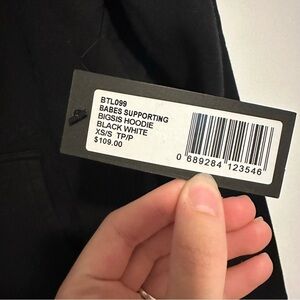 BTL099
BABES SUPPORTING
BIGSIS HOODIE
BLACK WHITE
XS/S TP/P
$109.00
0 689284 123546